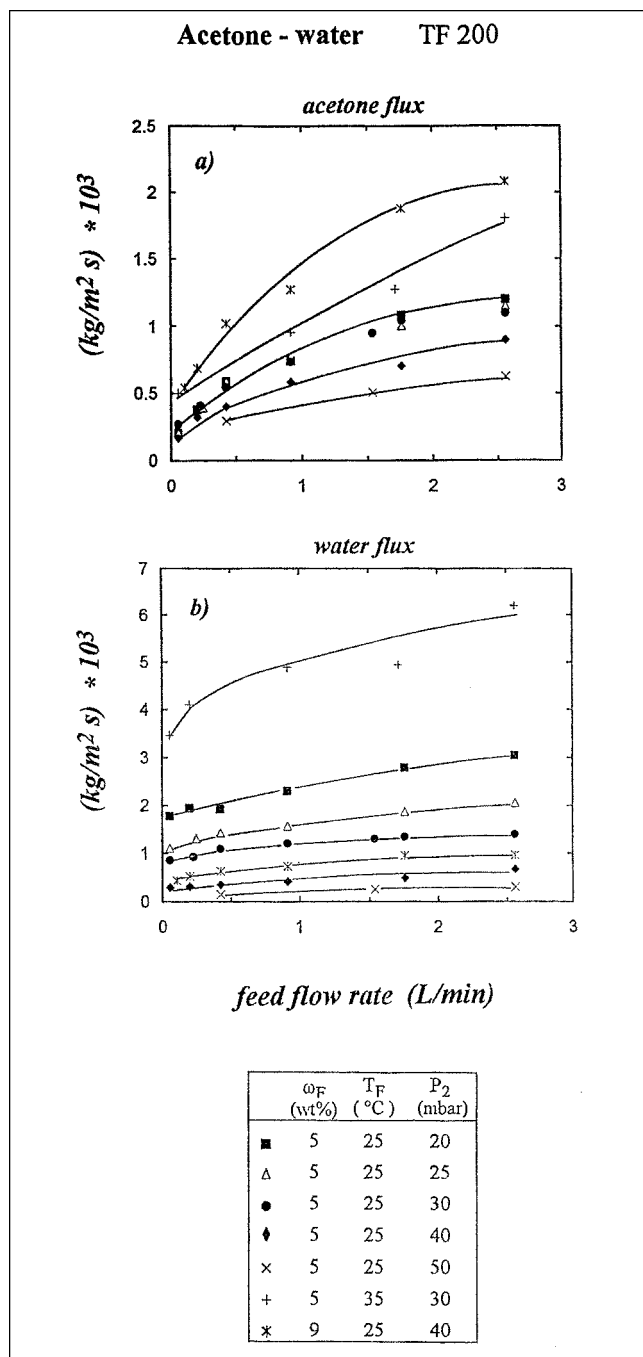 Acetone - water TF 200
acetone flux
a)
(kg/m² s) * 10³
2.5
2
1.5
1
0.5
0
0 1 2 3
water flux
b)
(kg/m² s) * 10³
7
6
5
4
3
2
1
0
0 1 2 3
feed flow rate (L/min)
ωF TF P2
(wt%) (°C) (mbar)
■ 5 25 20
△ 5 25 25
● 5 25 30
♦ 5 25 40
× 5 25 50
+ 5 35 30
* 9 25 40